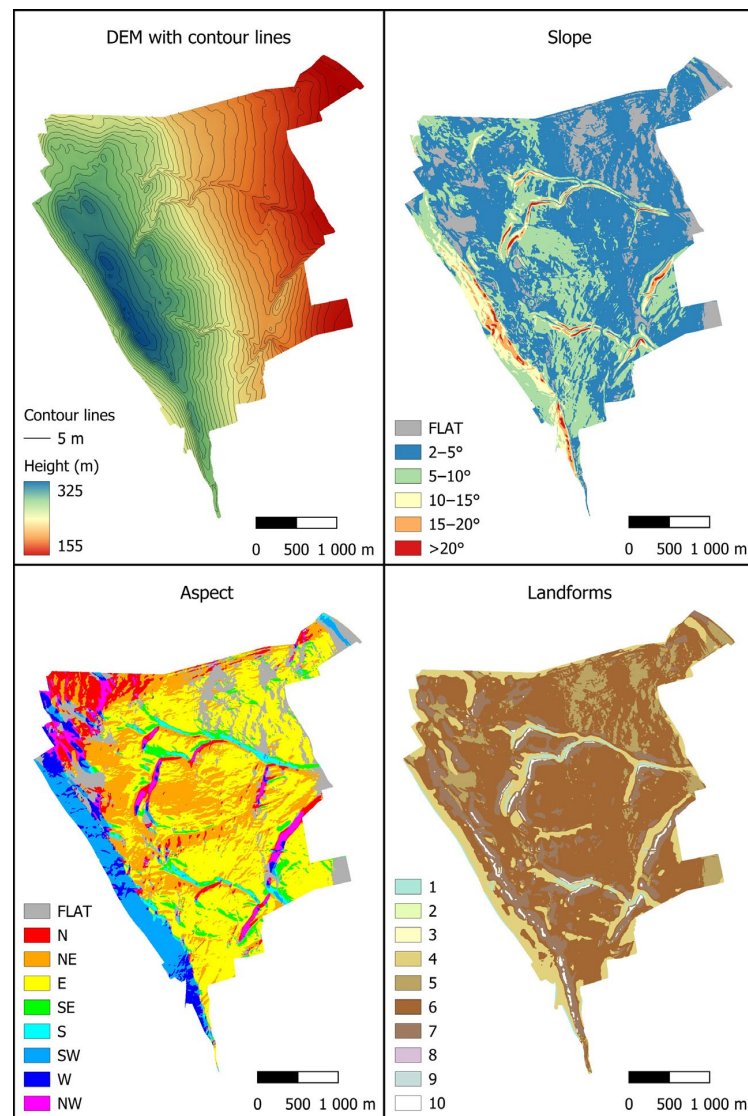 DEM with contour lines
Contour lines
5 m
Height (m)
325
155
0 500 1 000 m
Slope
FLAT
2–5°
5–10°
10–15°
15–20°
>20°
0 500 1 000 m
Aspect
FLAT
N
NE
E
SE
S
SW
W
NW
0 500 1 000 m
Landforms
1
2
3
4
5
6
7
8
9
10
0 500 1 000 m